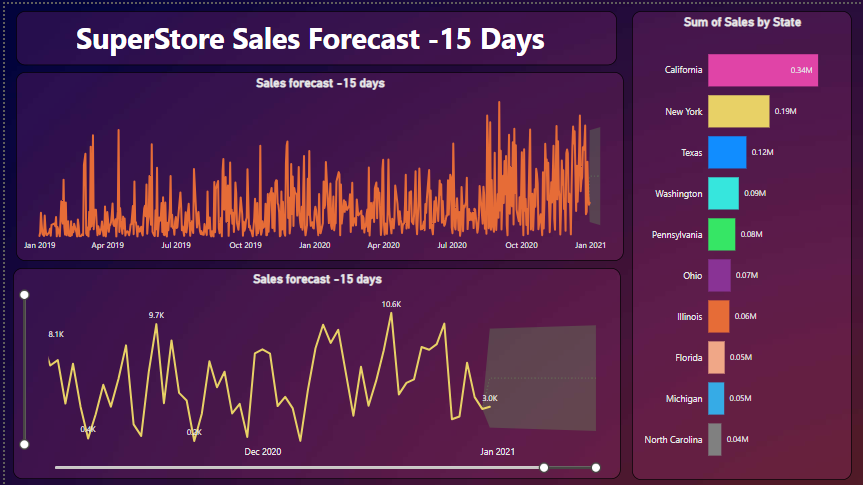 SuperStore Sales Forecast -15 Days
Sales forecast -15 days
Jan 2019 Apr 2019 Jul 2019 Oct 2019 Jan 2020 Apr 2020 Jul 2020 Oct 2020 Jan 2021
Sales forecast -15 days
8.1K
0.4K
9.7K
0.2K
10.6K
3.0K
Dec 2020 Jan 2021
Sum of Sales by State
California 0.34M
New York 0.19M
Texas 0.12M
Washington 0.09M
Pennsylvania 0.08M
Ohio 0.07M
Illinois 0.06M
Florida 0.05M
Michigan 0.05M
North Carolina 0.04M